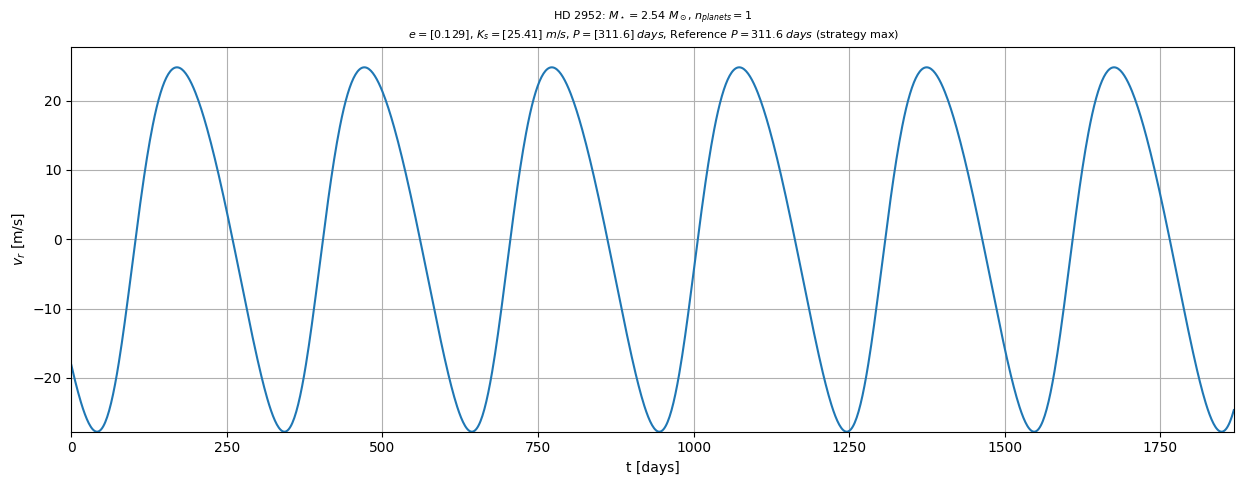 HD 2952: $M_\star = 2.54\ M_\odot$, $n_{planets} = 1$
$e = [0.129]$, $K_s = [25.41]\ m/s$, $P = [311.6]\ days$, Reference $P = 311.6\ days$ (strategy max)
20
10
0
−10
−20
$v_r$ [m/s]
0 250 500 750 1000 1250 1500 1750
t [days]